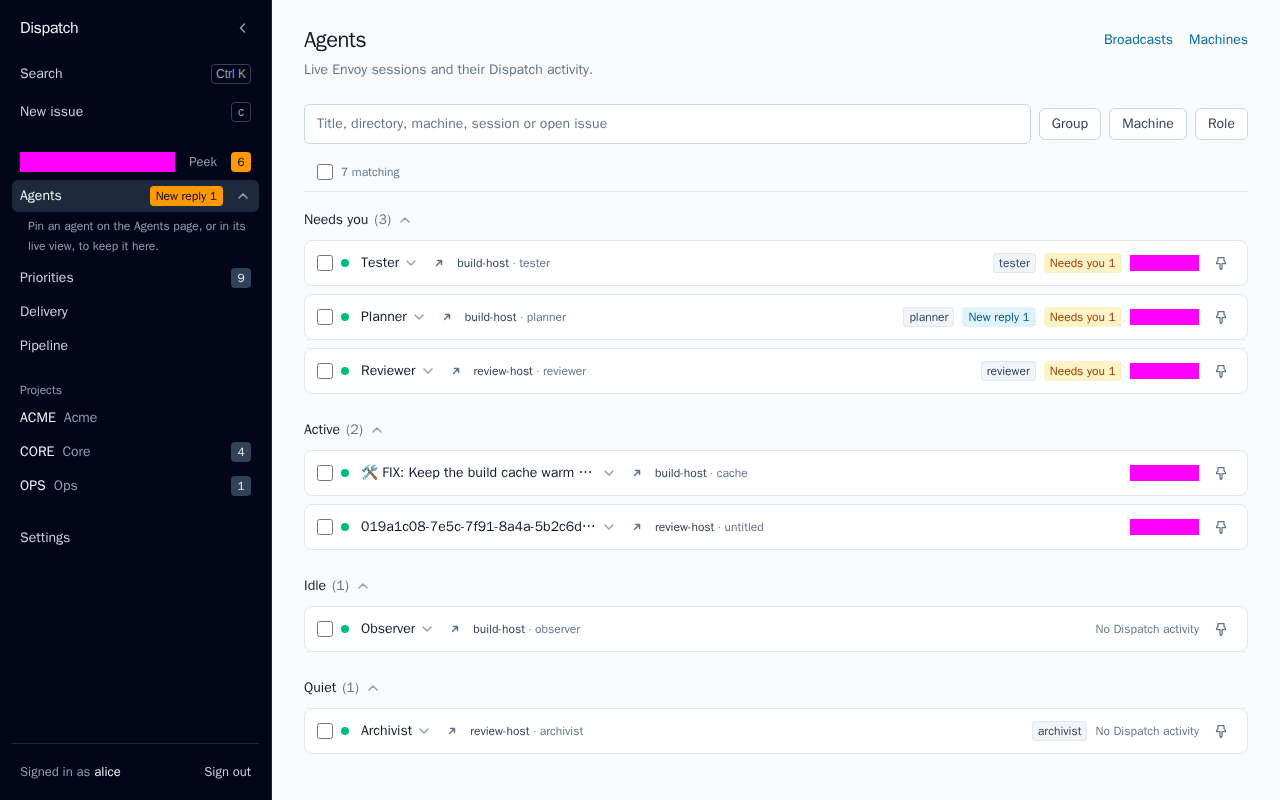 Dispatch
Search Ctrl K
New issue c
Peek 6
Agents New reply 1
Pin an agent on the Agents page, or in its
live view, to keep it here.
Priorities 9
Delivery
Pipeline
Projects
ACME Acme
CORE Core 4
OPS Ops 1
Settings
Signed in as alice Sign out
Agents
Broadcasts Machines
Live Envoy sessions and their Dispatch activity.
Title, directory, machine, session or open issue
Group Machine Role
7 matching
Needs you (3)
Tester build-host · tester tester Needs you 1
Planner build-host · planner planner New reply 1 Needs you 1
Reviewer review-host · reviewer reviewer Needs you 1
Active (2)
🛠️ FIX: Keep the build cache warm ··· build-host · cache
019a1c08-7e5c-7f91-8a4a-5b2c6d··· review-host · untitled
Idle (1)
Observer build-host · observer No Dispatch activity
Quiet (1)
Archivist review-host · archivist archivist No Dispatch activity